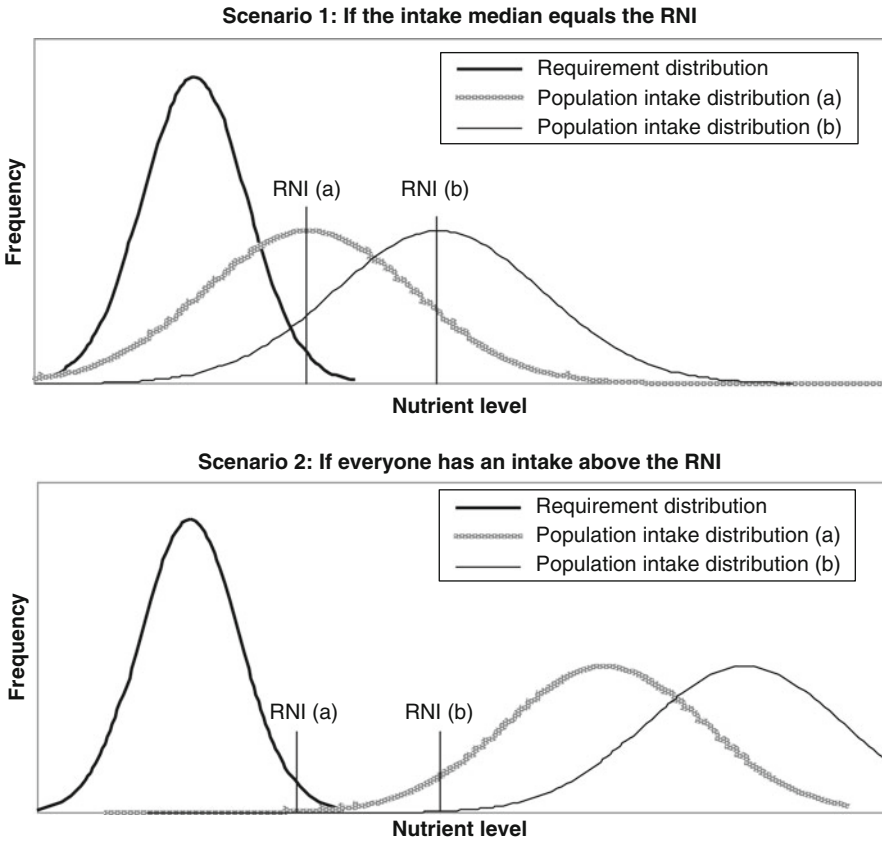 Scenario 1: If the intake median equals the RNI
Requirement distribution
Population intake distribution (a)
Population intake distribution (b)
RNI (a)
RNI (b)
Frequency
Nutrient level
Scenario 2: If everyone has an intake above the RNI
Requirement distribution
Population intake distribution (a)
Population intake distribution (b)
RNI (a)
RNI (b)
Frequency
Nutrient level